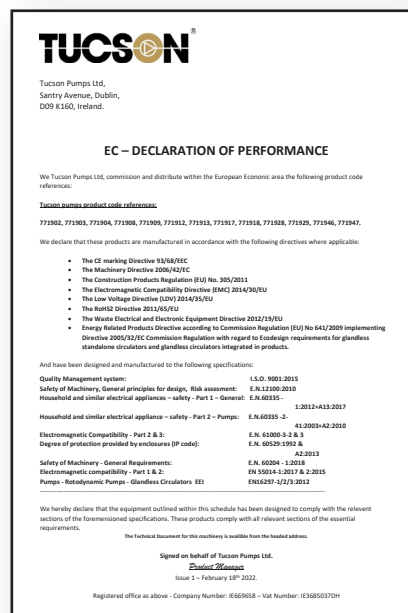 TUCSON®
Tucson Pumps Ltd,
Santry Avenue, Dublin,
D09 K160, Ireland.
EC – DECLARATION OF PERFORMANCE
We Tucson Pumps Ltd, commission and distribute within the European Econonic area the following product code
references:
Tucson pumps product code references:
771902, 771903, 771904, 771908, 771909, 771912, 771913, 771917, 771918, 771928, 771929, 771946, 771947.
We declare that these products are manufactured in accordance with the following directives where applicable:
• The CE marking Directive 93/68/EEC
• The Machinery Directive 2006/42/EC
• The Construction Products Regulation (EU) No. 305/2011
• The Electromagnetic Compatibility Directive (EMC) 2014/30/EU
• The Low Voltage Directive (LDV) 2014/35/EU
• The RoHS2 Directive 2011/65/EU
• The Waste Electrical and Electronic Equipment Directive 2012/19/EU
• Energy Related Products Directive according to Commission Regulation (EU) No 641/2009 implementing
Directive 2005/32/EC Commission Regulation with regard to Ecodesign requirements for glandless
standalone circulators and glandless circulators integrated in products.
And have been designed and manufactured to the following specifications:
Quality Management system: I.S.O. 9001:2015
Safety of Machinery, General principles for design, Risk assesment: E.N.12100:2010
Household and similar electrical appliances – safety - Part 1 – General: E.N.60335 -
1:2012+A13:2017
Household and similar electrical appliance – safety - Part 2 – Pumps: E.N.60335 -2-
41:2003+A2:2010
Electromagnetic Compatibility - Part 2 & 3: E.N. 61000-3-2 & 3
Degree of protection provided by enclosures (IP code): E.N. 60529:1992 &
A2:2013
Safety of Machinery - General Requirements: E.N. 60204 - 1:2018
Electromagnetic compatibility - Part 1 & 2: EN 55014-1:2017 & 2:2015
Pumps - Rotodynamic Pumps - Glandless Circulators EEI EN16297-1/2/3:2012
We hereby declare that the equipment outlined within this schedule has been designed to comply with the relevent
sections of the forementioned specifications. These products comply with all relevant sections of the essential
requirements.
The Technical Document for this machinery is availible from the headed address.
Signed on behalf of Tucson Pumps Ltd.
Product Manager
Issue 1 – February 18th 2022.
Registered office as above - Company Number: IE669658 – Vat Number: IE3685037DH